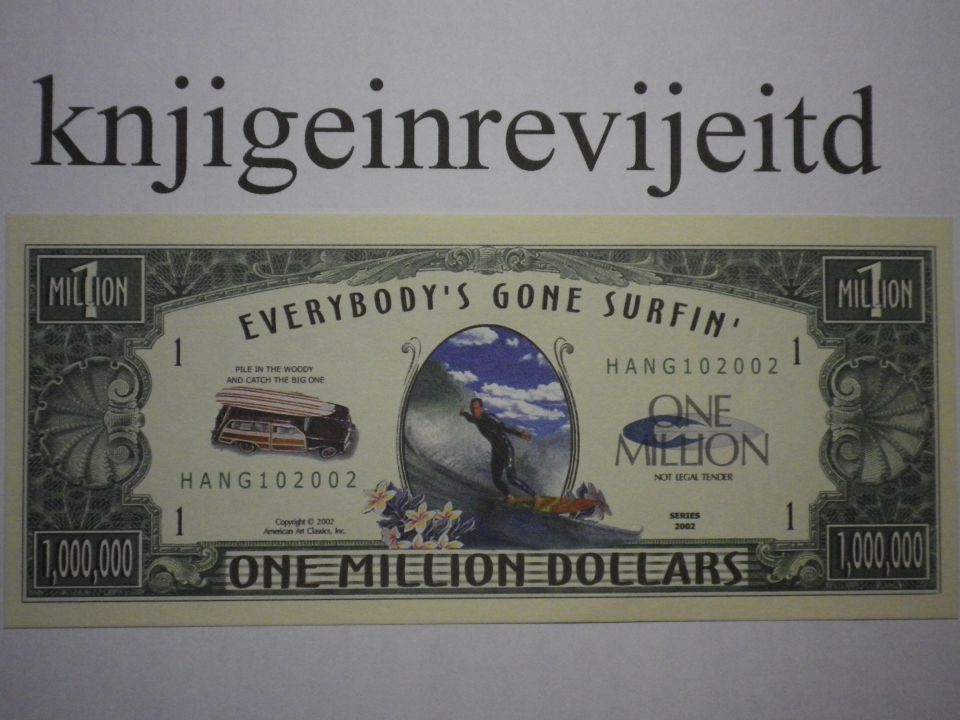 knjigeinrevijeitd
1 MILLION
1 MILLION
EVERYBODY'S GONE SURFIN'
1
1
PILE IN THE WOODY
AND CATCH THE BIG ONE
HANG102002
ONE
MILLION
NOT LEGAL TENDER
HANG102002
1
1
Copyright © 2002
American Art Classics, Inc.
SERIES
2002
1,000,000
1,000,000
ONE MILLION DOLLARS